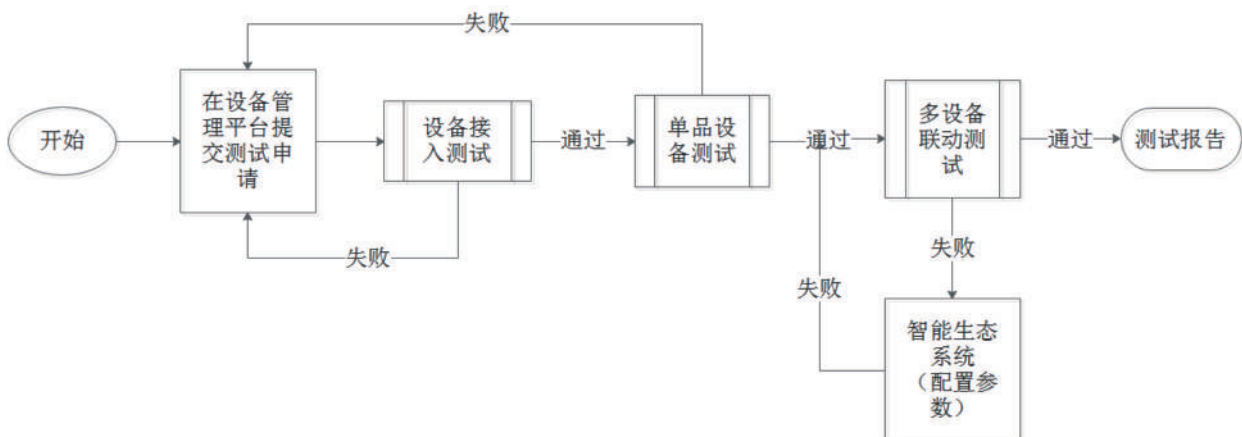 失败
开始
在设备管
理平台提
交测试申
请
设备接
入测试
通过
单品设
备测试
通过
多设备
联动测
试
通过
测试报告
失败
失败
失败
智能生态
系统
（配置参
数）